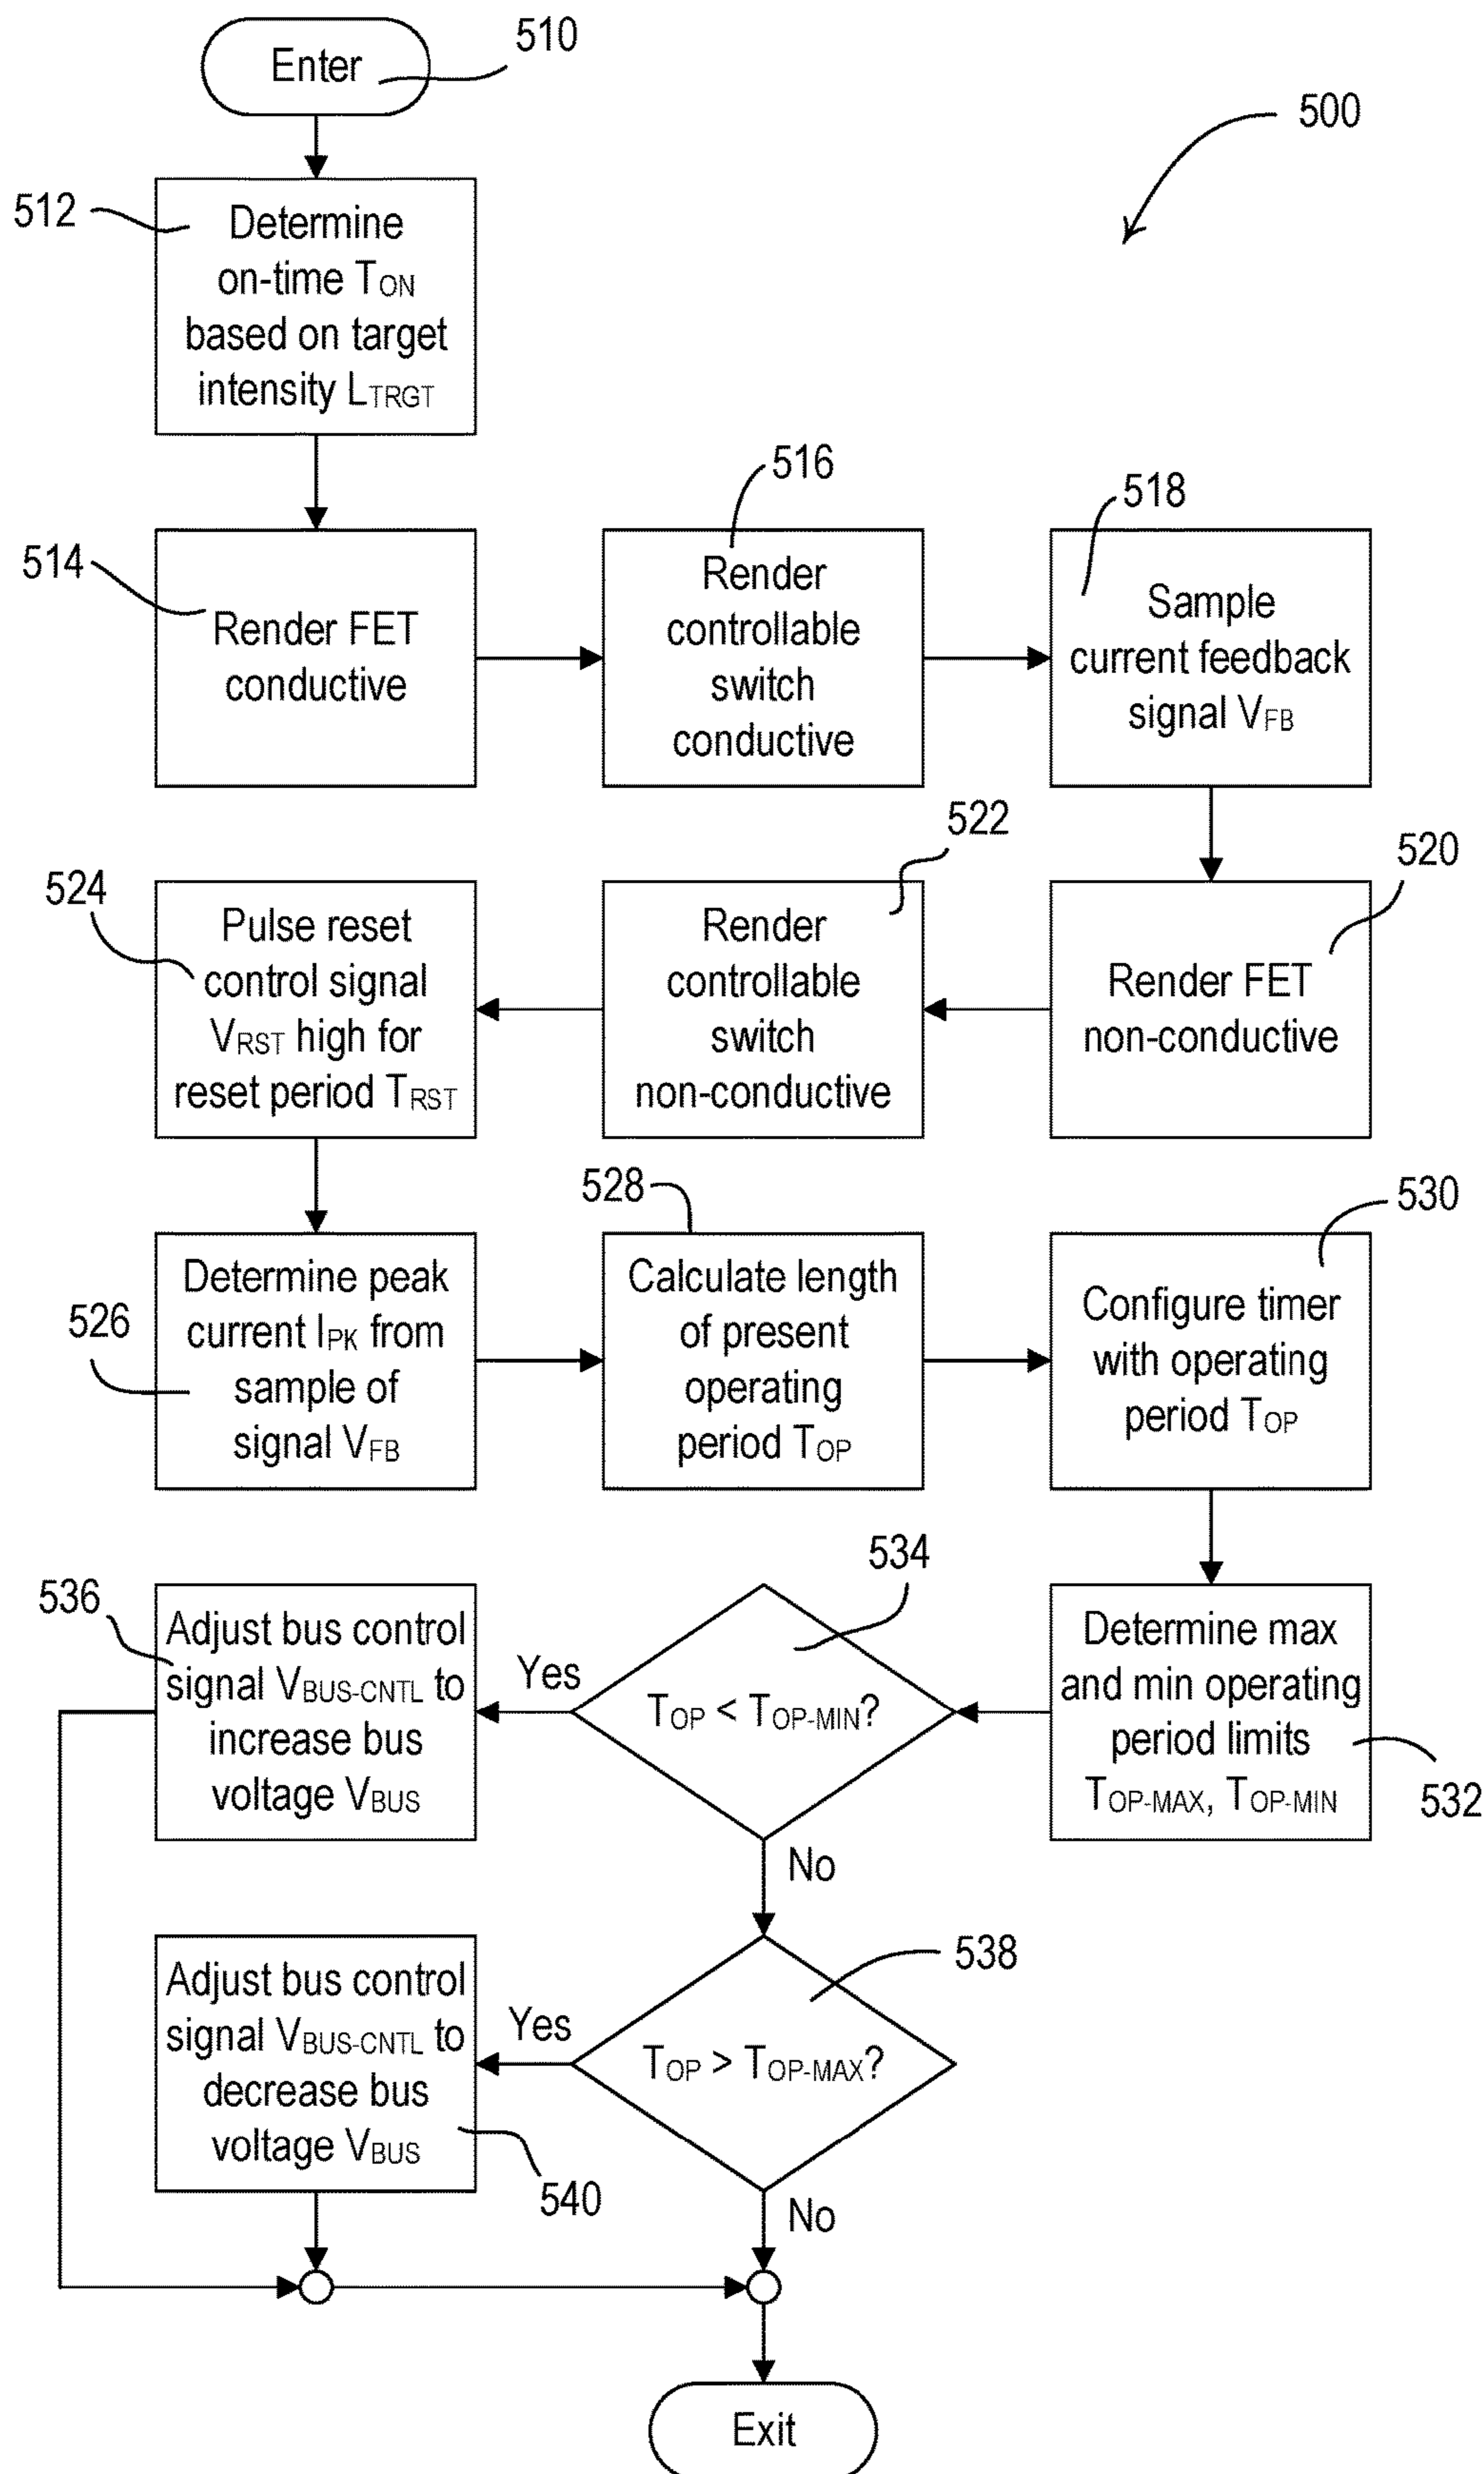 Enter
510
500
512
Determine
on-time TON
based on target
intensity LTRGT
514
Render FET
conductive
516
Render
controllable
switch
conductive
518
Sample
current feedback
signal VFB
524
Pulse reset
control signal
VRST high for
reset period TRST
522
Render
controllable
switch
non-conductive
520
Render FET
non-conductive
526
Determine peak
current IPK from
sample of
signal VFB
528
Calculate length
of present
operating
period TOP
530
Configure timer
with operating
period TOP
536
Adjust bus control
signal VBUS-CNTL to
increase bus
voltage VBUS
Yes
534
TOP < TOP-MIN?
No
Determine max
and min operating
period limits
TOP-MAX, TOP-MIN
532
Adjust bus control
signal VBUS-CNTL to
decrease bus
voltage VBUS
540
Yes
538
TOP > TOP-MAX?
No
Exit